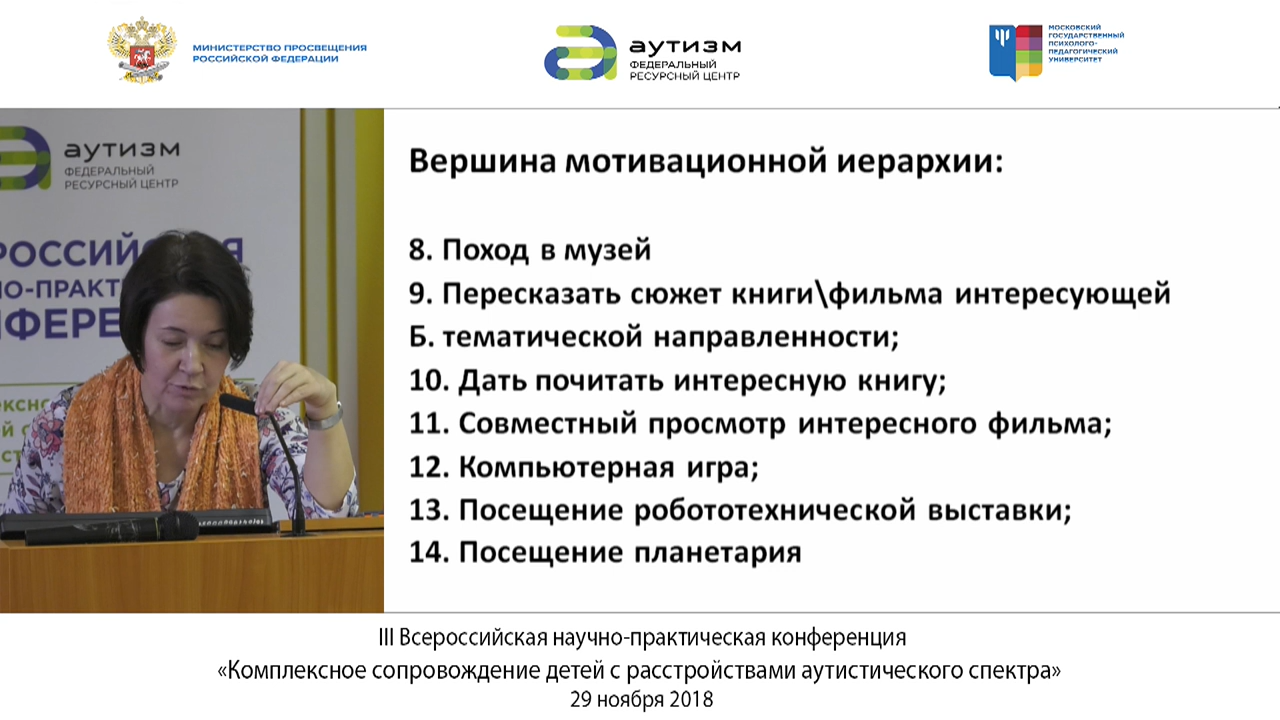 МИНИСТЕРСТВО ПРОСВЕЩЕНИЯ
РОССИЙСКОЙ ФЕДЕРАЦИИ
аутизм
ФЕДЕРАЛЬНЫЙ
РЕСУРСНЫЙ ЦЕНТР
МОСКОВСКИЙ
ГОСУДАРСТВЕННЫЙ
ПСИХОЛОГО-
ПЕДАГОГИЧЕСКИЙ
УНИВЕРСИТЕТ
аутизм
ФЕДЕРАЛЬНЫЙ
РЕСУРСНЫЙ ЦЕНТР
Вершина мотивационной иерархии:
8. Поход в музей
9. Пересказать сюжет книги\фильма интересующей
Б. тематической направленности;
10. Дать почитать интересную книгу;
11. Совместный просмотр интересного фильма;
12. Компьютерная игра;
13. Посещение робототехнической выставки;
14. Посещение планетария
III Всероссийская научно-практическая конференция
«Комплексное сопровождение детей с расстройствами аутистического спектра»
29 ноября 2018